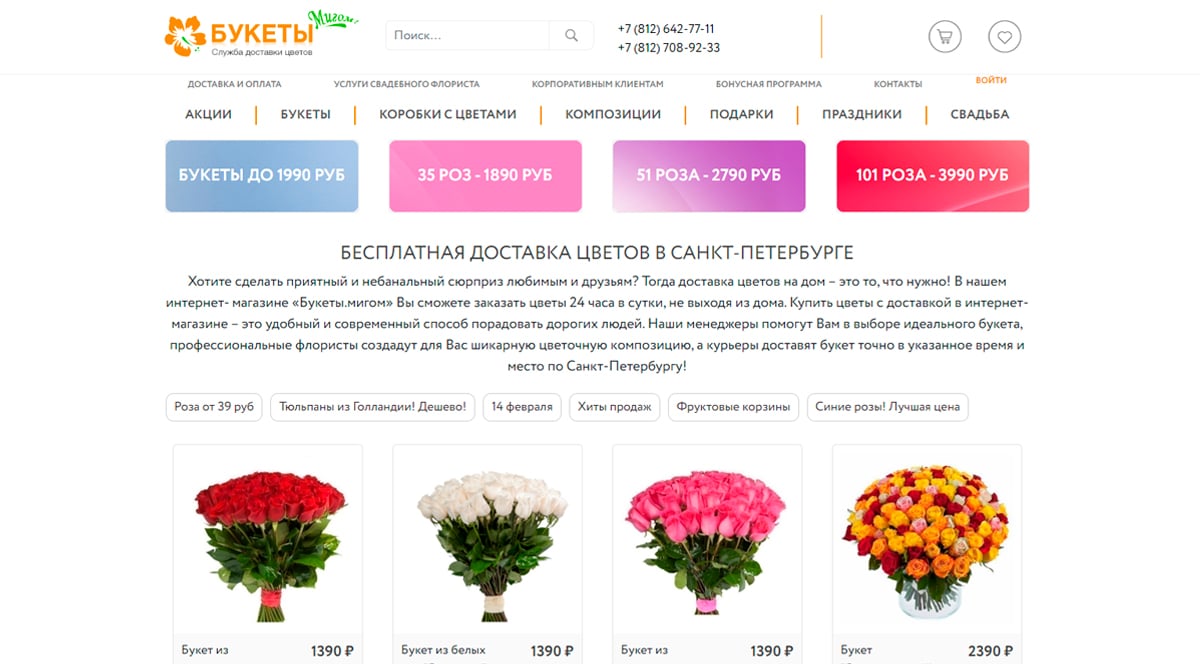 БУКЕТЫ Мигом!
Служба доставки цветов
Поиск...
+7 (812) 642-77-11
+7 (812) 708-92-33
ДОСТАВКА И ОПЛАТА
УСЛУГИ СВАДЕБНОГО ФЛОРИСТА
КОРПОРАТИВНЫМ КЛИЕНТАМ
БОНУСНАЯ ПРОГРАММА
КОНТАКТЫ
ВОЙТИ
АКЦИИ
БУКЕТЫ
КОРОБКИ С ЦВЕТАМИ
КОМПОЗИЦИИ
ПОДАРКИ
ПРАЗДНИКИ
СВАДЬБА
БУКЕТЫ ДО 1990 РУБ
35 РОЗ - 1890 РУБ
51 РОЗА - 2790 РУБ
101 РОЗА - 3990 РУБ
БЕСПЛАТНАЯ ДОСТАВКА ЦВЕТОВ В САНКТ-ПЕТЕРБУРГЕ
Хотите сделать приятный и небанальный сюрприз любимым и друзьям? Тогда доставка цветов на дом – это то, что нужно! В нашем
интернет- магазине «Букеты.мигом» Вы сможете заказать цветы 24 часа в сутки, не выходя из дома. Купить цветы с доставкой в интернет-
магазине – это удобный и современный способ порадовать дорогих людей. Наши менеджеры помогут Вам в выборе идеального букета,
профессиональные флористы создадут для Вас шикарную цветочную композицию, а курьеры доставят букет точно в указанное время и
место по Санкт-Петербургу!
Роза от 39 руб
Тюльпаны из Голландии! Дешево!
14 февраля
Хиты продаж
Фруктовые корзины
Синие розы! Лучшая цена
Букет из 1390 ₽
Букет из белых 1390 ₽
Букет из 1390 ₽
Букет 2390 ₽